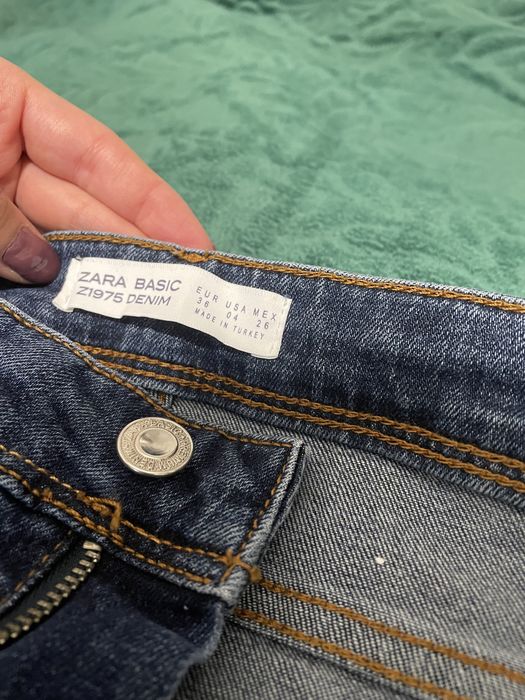 ZARA BASIC
Z1975 DENIM
EUR USA MEX
36 04 26
MADE IN TURKEY